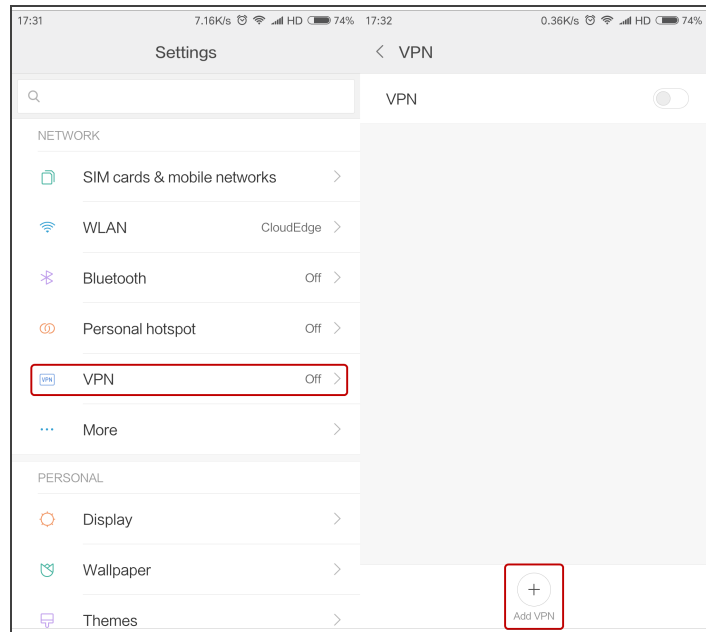 17:31 7.16K/s HD 74%
Settings
NETWORK
SIM cards & mobile networks
WLAN CloudEdge
Bluetooth Off
Personal hotspot Off
VPN VPN Off
More
PERSONAL
Display
Wallpaper
Themes
17:32 0.36K/s HD 74%
VPN
VPN
Add VPN